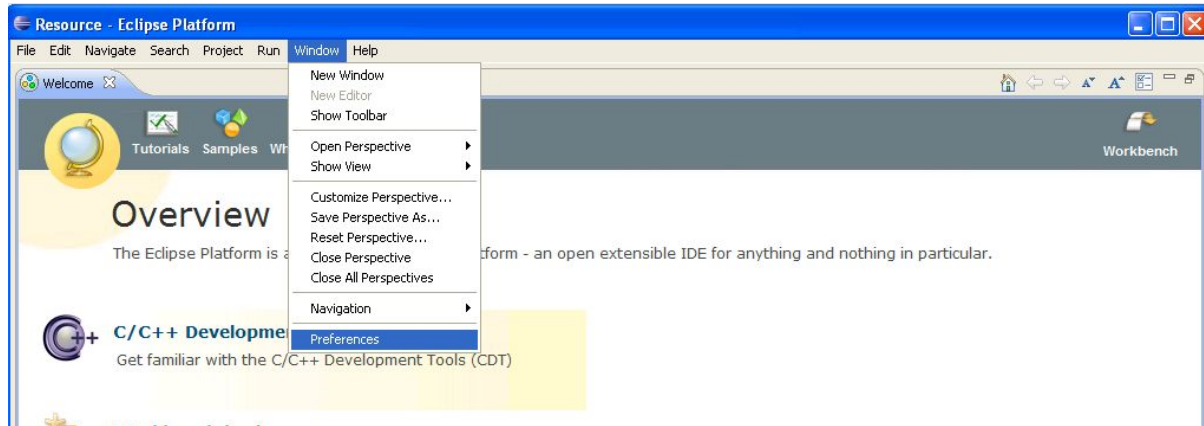 Resource - Eclipse Platform
File Edit Navigate Search Project Run Window Help
Welcome
New Window
New Editor
Show Toolbar
Open Perspective
Show View
Customize Perspective...
Save Perspective As...
Reset Perspective...
Close Perspective
Close All Perspectives
Navigation
Preferences
Tutorials Samples Wh
Workbench
Overview
The Eclipse Platform is a tform - an open extensible IDE for anything and nothing in particular.
C/C++ Developme
Get familiar with the C/C++ Development Tools (CDT)